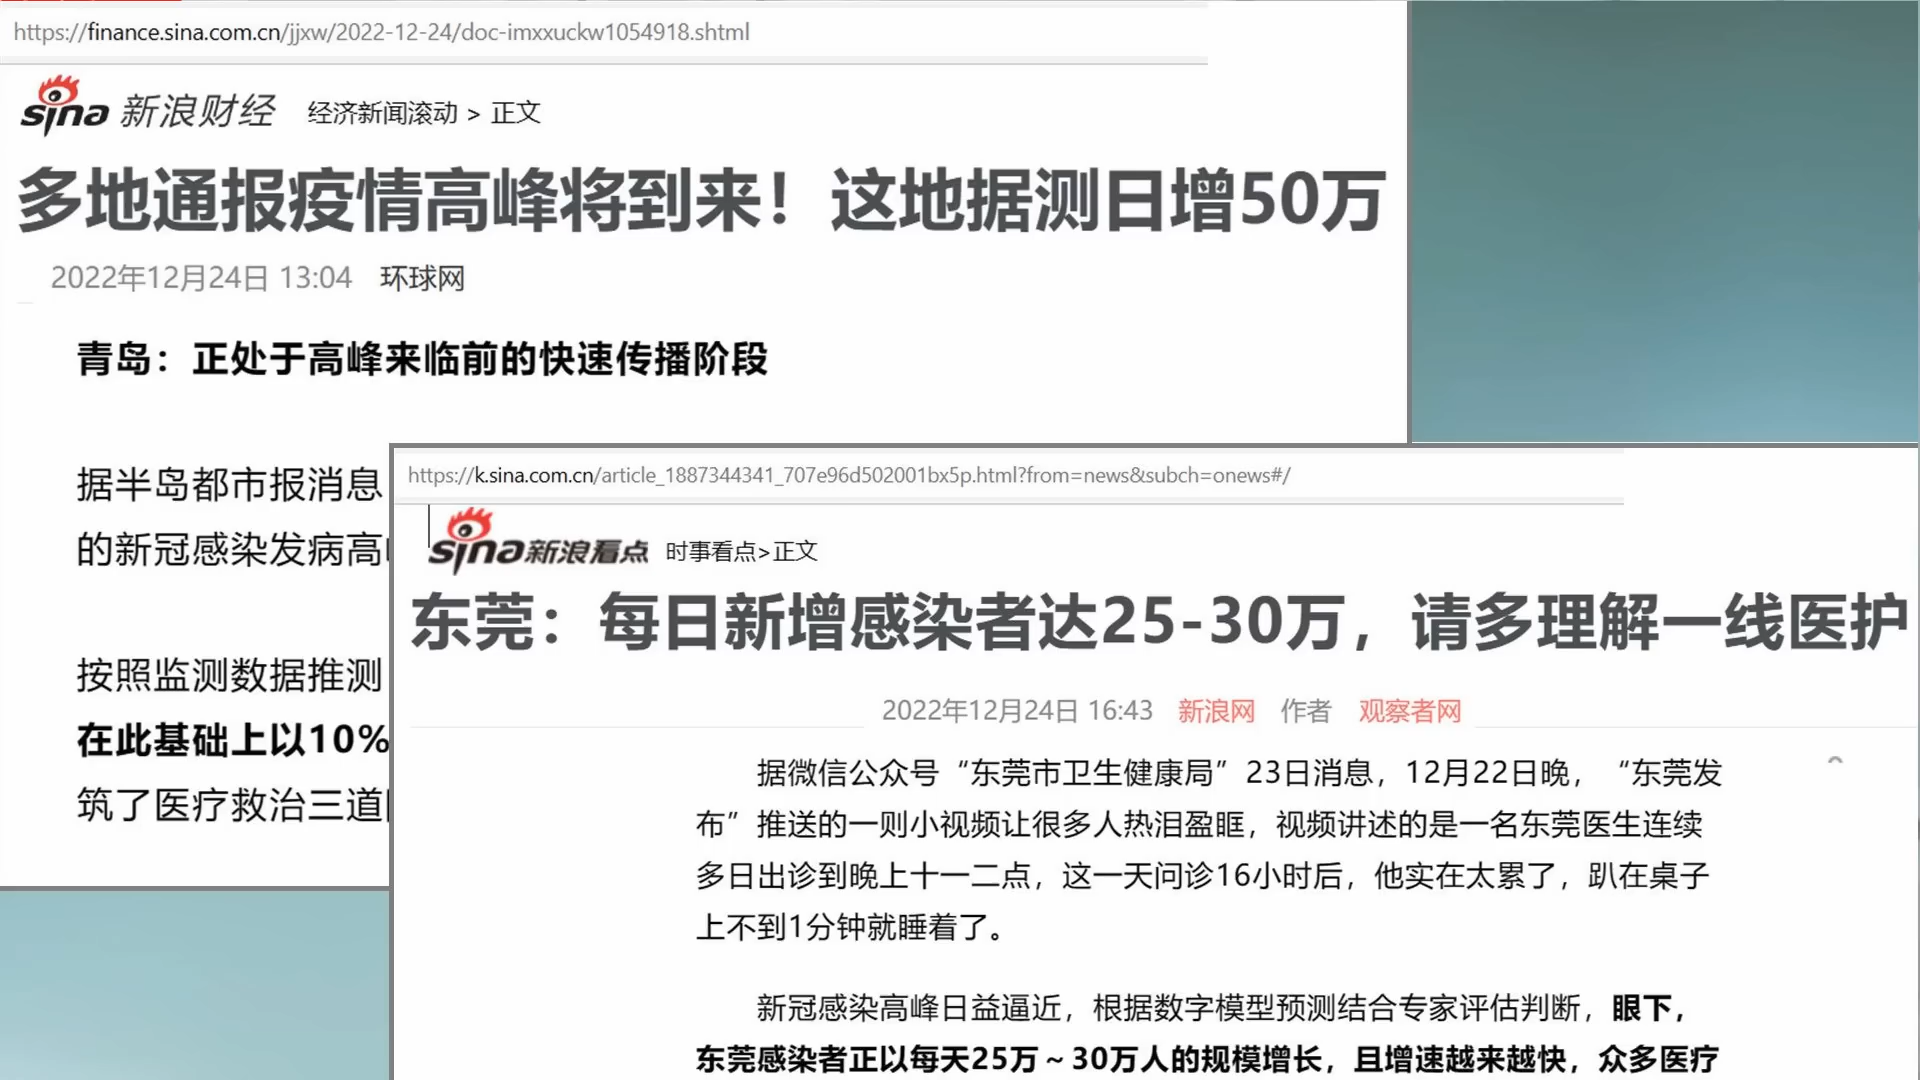 https://finance.sina.com.cn/jjxw/2022-12-24/doc-imxxuckw1054918.shtml
sina 新浪财经 经济新闻滚动 > 正文
多地通报疫情高峰将到来！这地据测日增50万
2022年12月24日 13:04 环球网
青岛：正处于高峰来临前的快速传播阶段
据半岛都市报消息
的新冠感染发病高
按照监测数据推测
在此基础上以10%
筑了医疗救治三道
https://k.sina.com.cn/article_1887344341_707e96d502001bx5p.html?from=news&subch=onews#/
sina新浪看点 时事看点>正文
东莞：每日新增感染者达25-30万，请多理解一线医护
2022年12月24日 16:43 新浪网 作者 观察者网
据微信公众号“东莞市卫生健康局”23日消息，12月22日晚，“东莞发
布”推送的一则小视频让很多人热泪盈眶，视频讲述的是一名东莞医生连续
多日出诊到晚上十一二点，这一天问诊16小时后，他实在太累了，趴在桌子
上不到1分钟就睡着了。
新冠感染高峰日益逼近，根据数字模型预测结合专家评估判断，眼下，
东莞感染者正以每天25万～30万人的规模增长，且增速越来越快，众多医疗